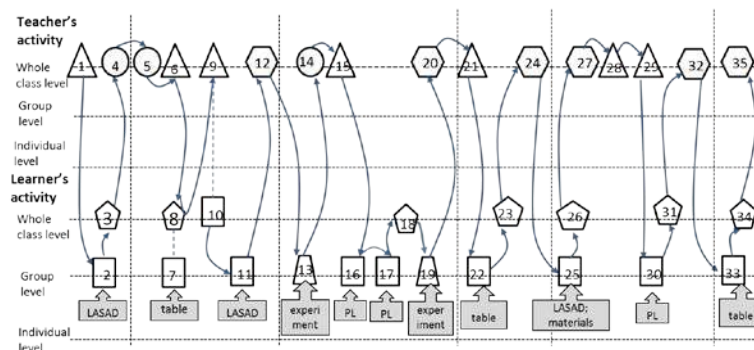 Teacher's
activity
Whole
class level
Group
level
Individual
level
Learner's
activity
Whole
class level
Group
level
Individual
level
1 4 5 6 9 12 14 15 20 21 24 27 28 29 32 35
3 8 10 18 23 26 31 34
2 7 11 13 16 17 19 22 25 30 33
LASAD
table
LASAD
experi
ment
PL
PL
exper
iment
table
LASAD;
materials
PL
table